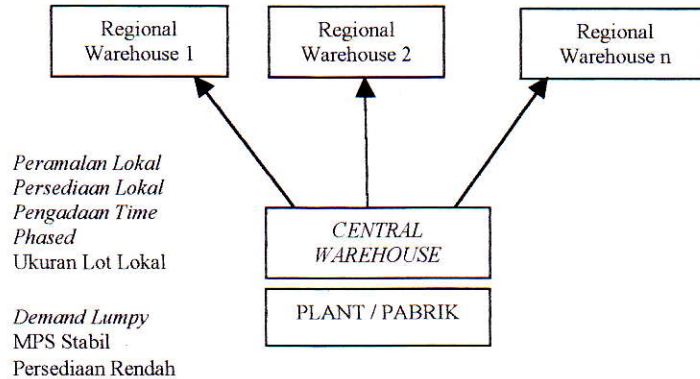 Regional
Warehouse 1
Regional
Warehouse 2
Regional
Warehouse n
Peramalan Lokal
Persediaan Lokal
Pengadaan Time
Phased
Ukuran Lot Lokal
CENTRAL
WAREHOUSE
Demand Lumpy
MPS Stabil
Persediaan Rendah
PLANT / PABRIK